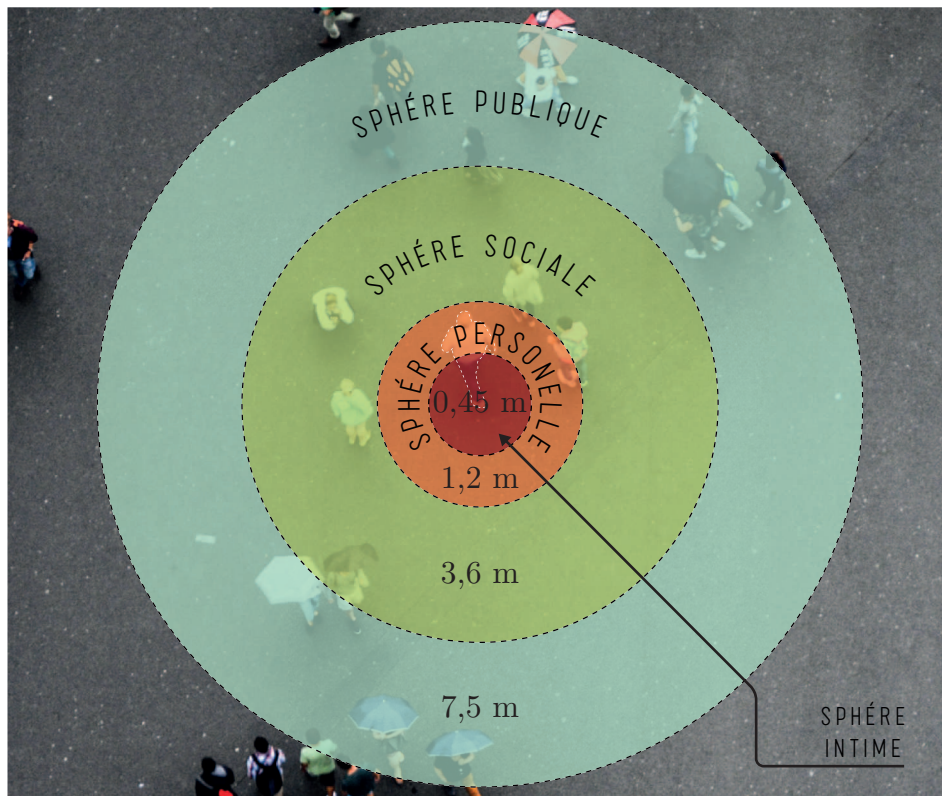 SPHÉRE PUBLIQUE
SPHÉRE SOCIALE
SPHÉRE PERSONELLE
0,45 m
1,2 m
3,6 m
7,5 m
SPHÉRE
INTIME